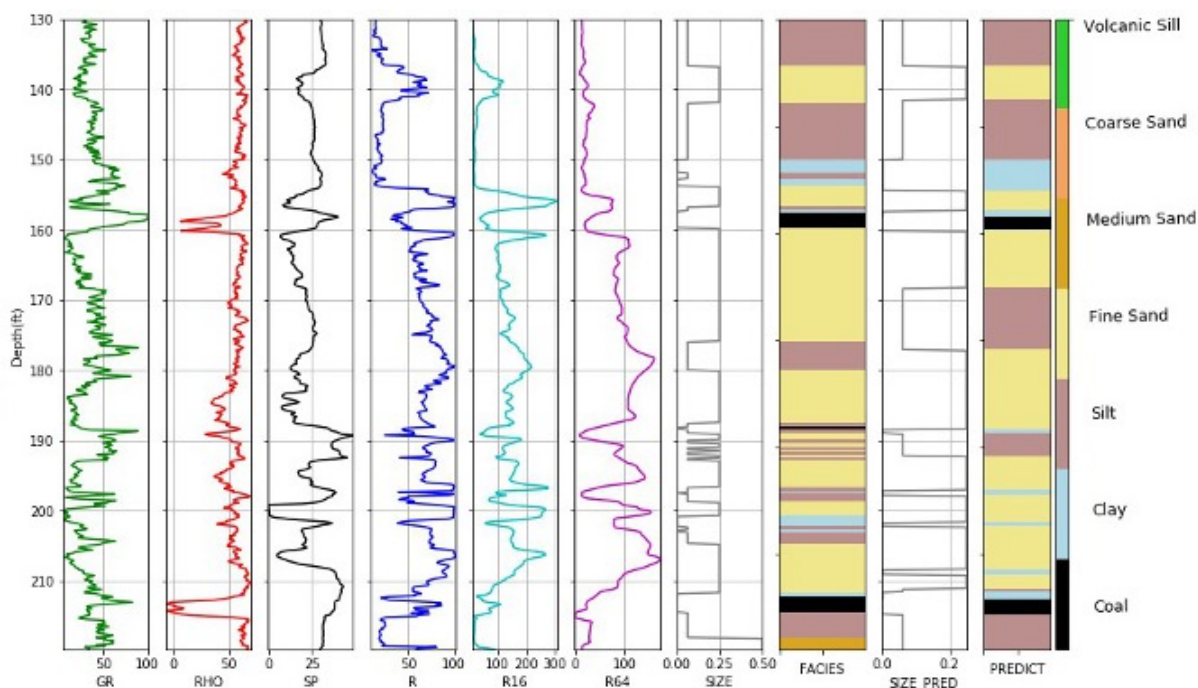 130
140
150
160
170
180
190
200
210
Depth(ft)
50 100
GR
0 50
RHO
25
SP
50 100
R
100 200 300
R16
0 100
R64
0.00 0.25 0.50
SIZE
FACIES
0.0 0.2
SIZE_PRED
PREDICT
Volcanic Sill
Coarse Sand
Medium Sand
Fine Sand
Silt
Clay
Coal